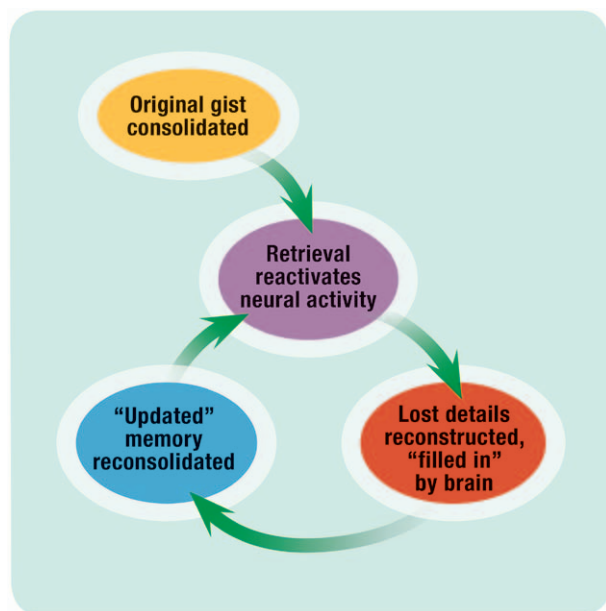 Original gist
consolidated
Retrieval
reactivates
neural activity
“Updated”
memory
reconsolidated
Lost details
reconstructed,
“filled in”
by brain